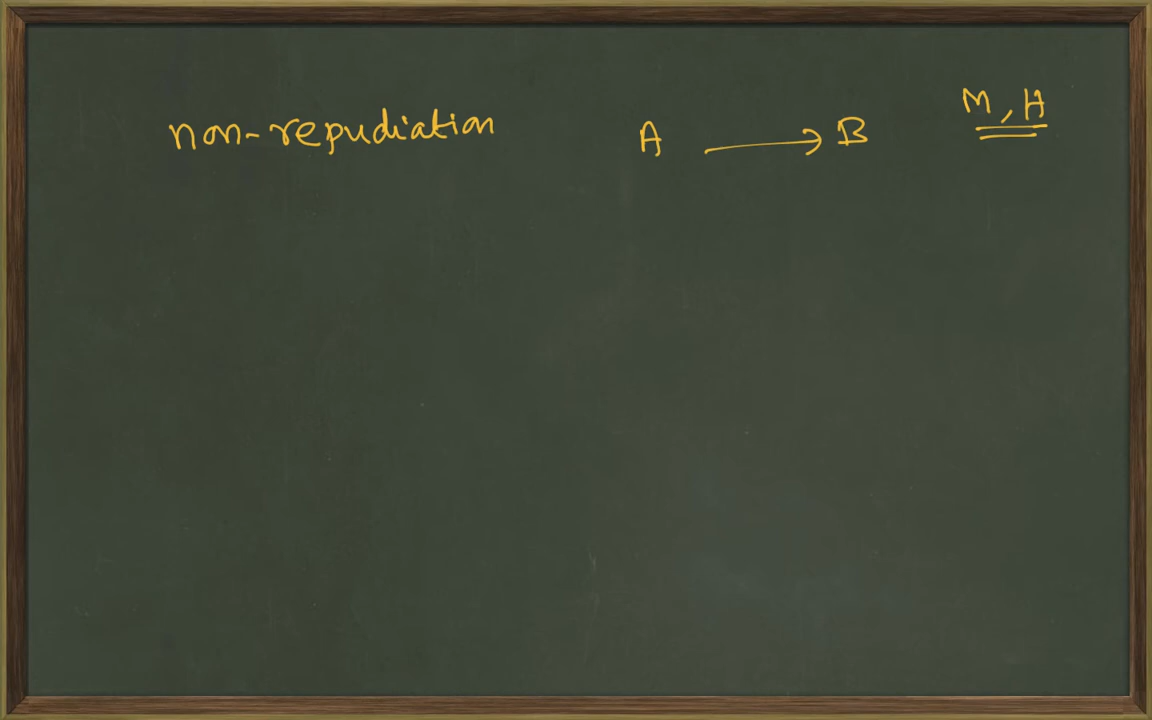 non-repudiation A → B M, H